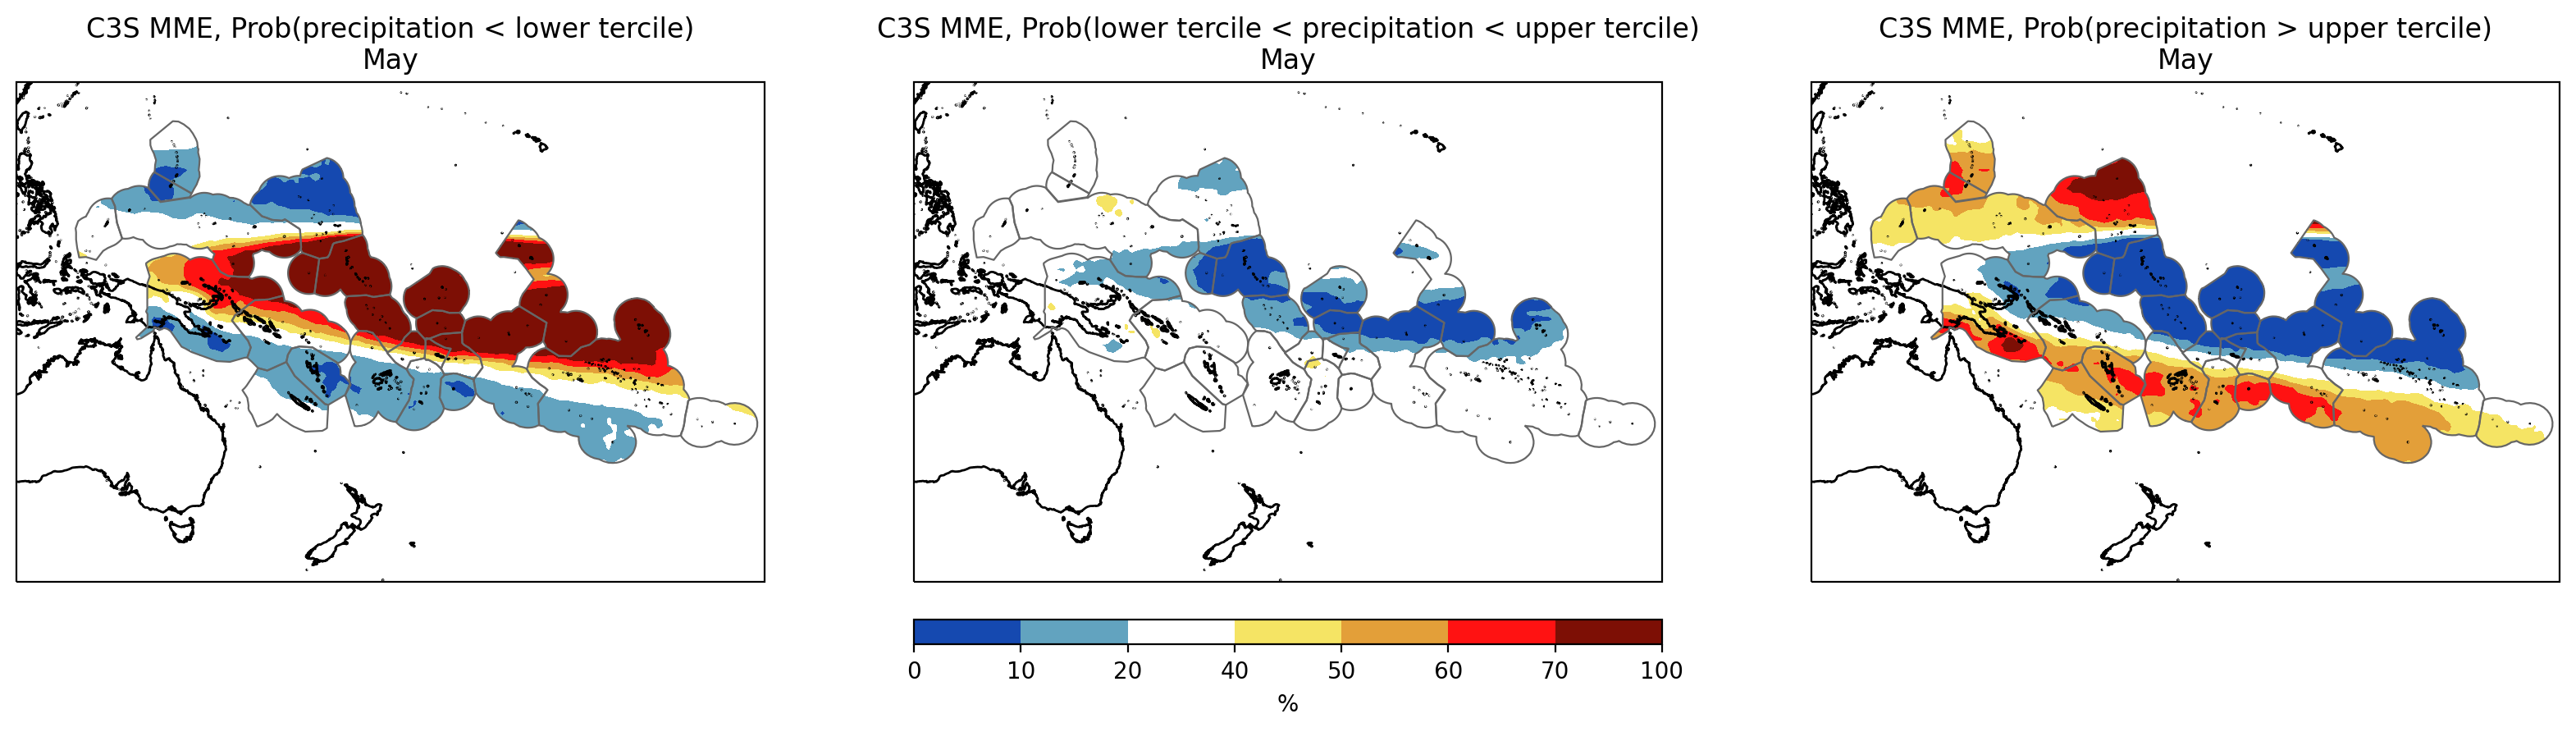 C3S MME, Prob(precipitation < lower tercile)
May
C3S MME, Prob(lower tercile < precipitation < upper tercile)
May
C3S MME, Prob(precipitation > upper tercile)
May
0 10 20 40 50 60 70 100
%